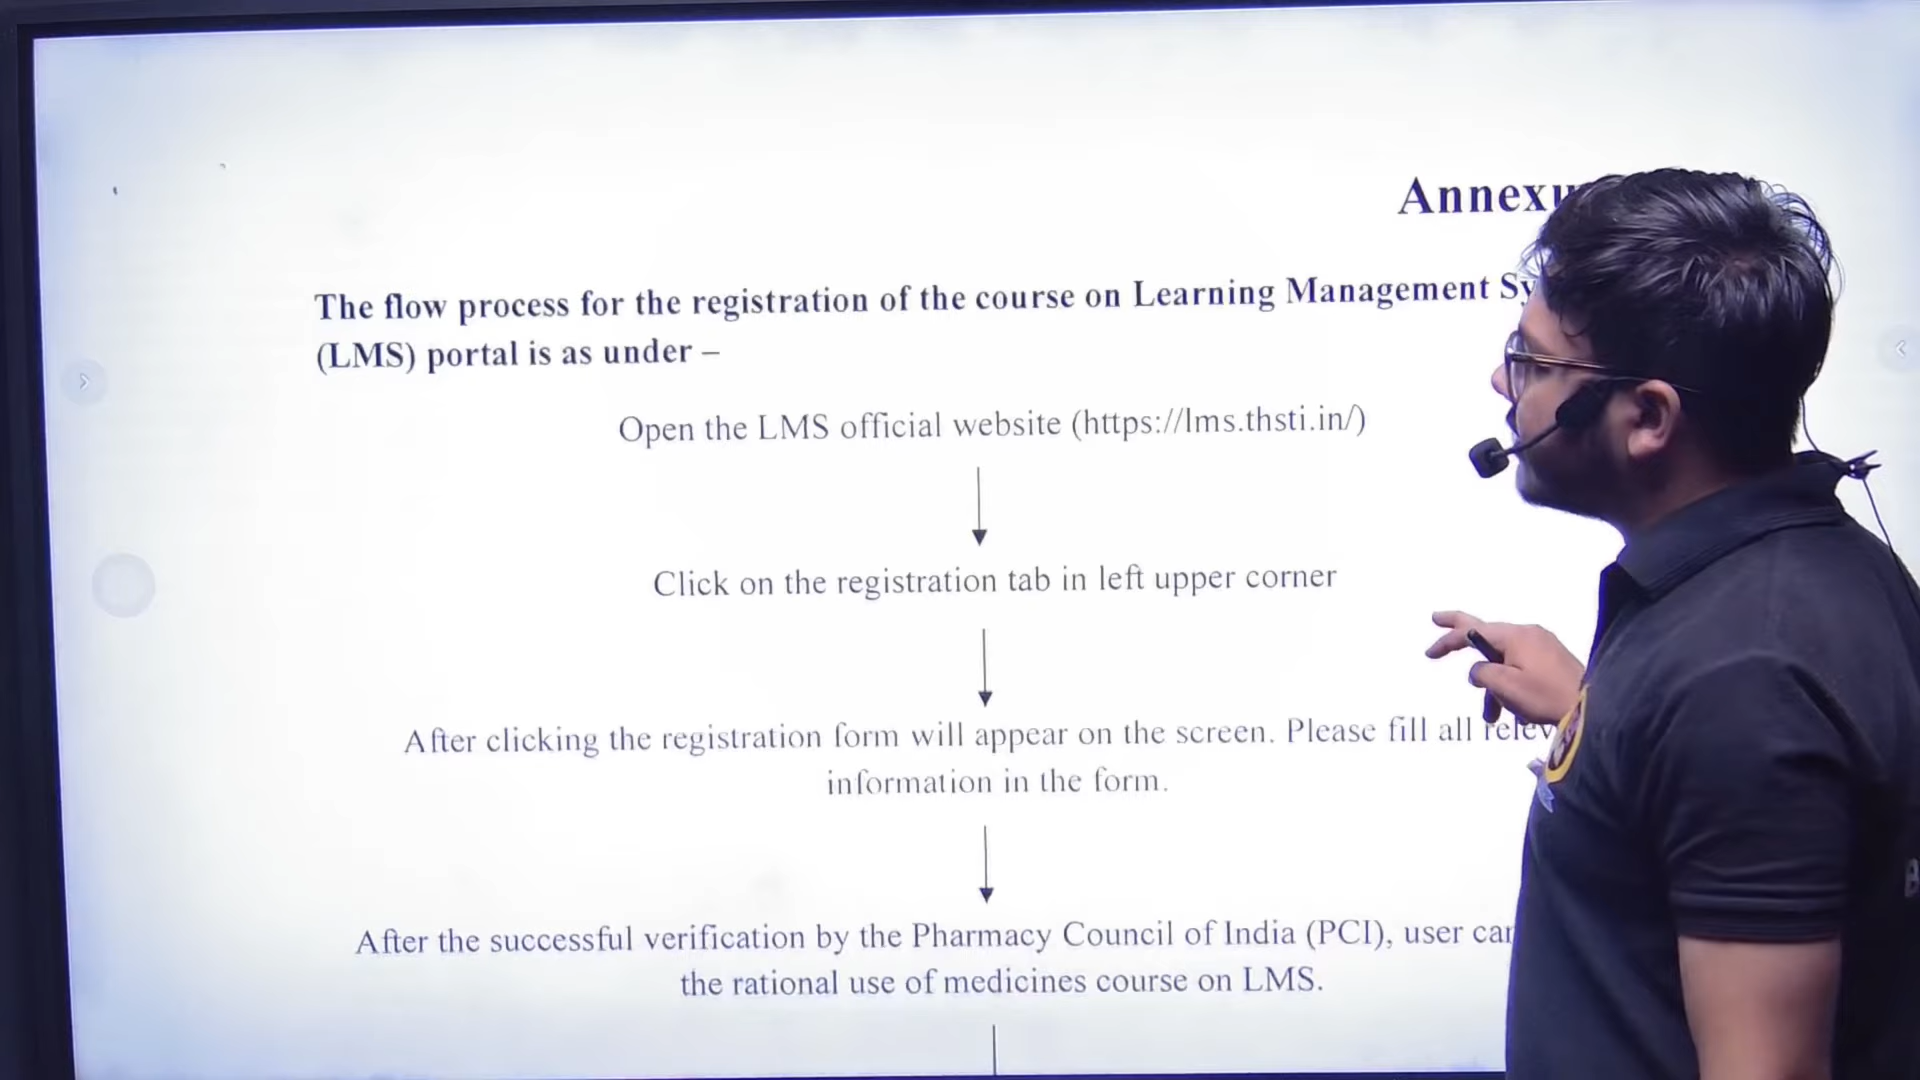 The flow process for the registration of the course on Learning Management
(LMS) portal is as under –
Open the LMS official website (https://lms.thsti.in/)
Click on the registration tab in left upper corner
After clicking the registration form will appear on the screen. Please fill all
information in the form.
After the successful verification by the Pharmacy Council of India (PCI), user
the rational use of medicines course on LMS.